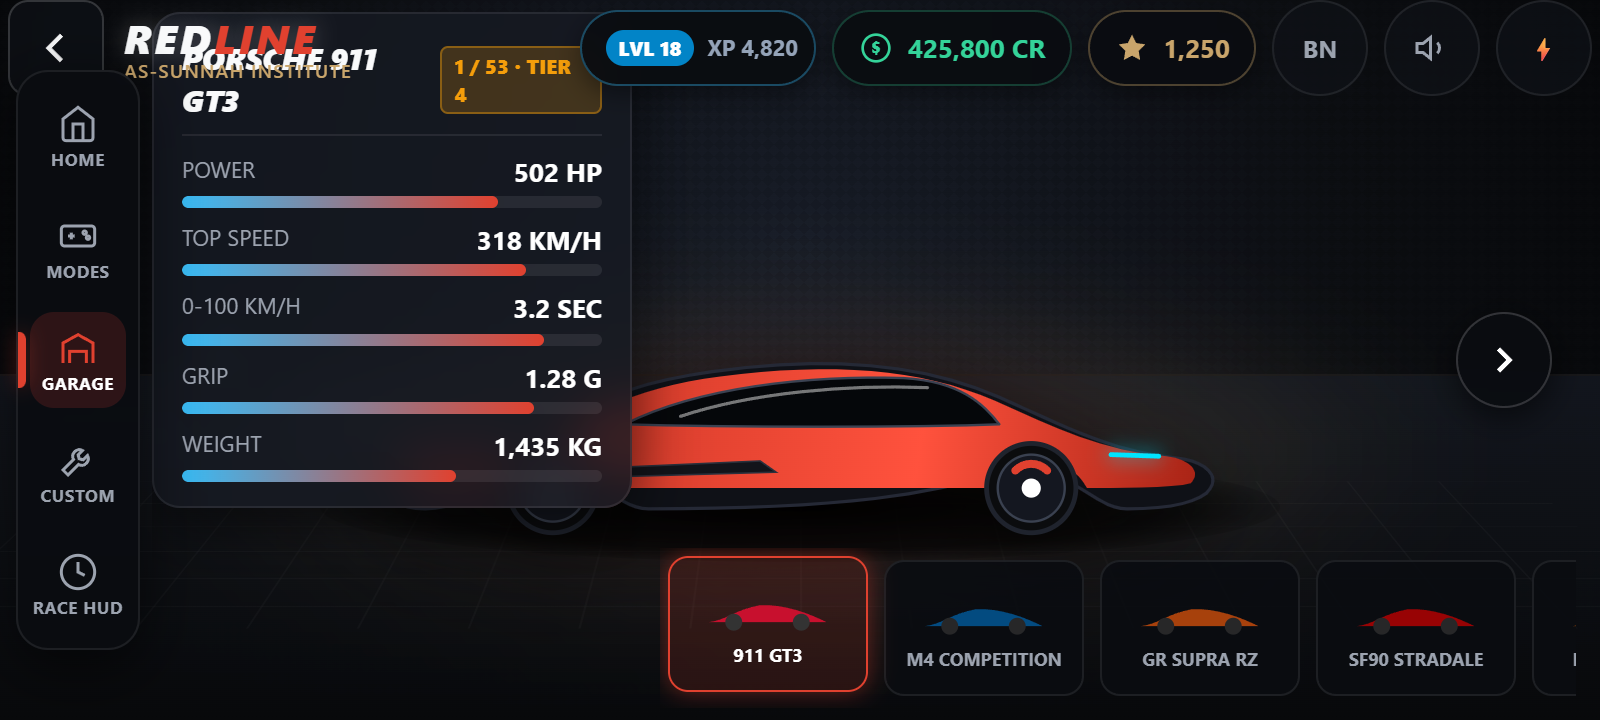 REDLINE
AS-SUNNAH INSTITUTE
PORSCHE 911
GT3
1 / 53 · TIER
4
LVL 18
XP 4,820
425,800 CR
1,250
BN
HOME
MODES
GARAGE
CUSTOM
RACE HUD
POWER
502 HP
TOP SPEED
318 KM/H
0-100 KM/H
3.2 SEC
GRIP
1.28 G
WEIGHT
1,435 KG
911 GT3
M4 COMPETITION
GR SUPRA RZ
SF90 STRADALE